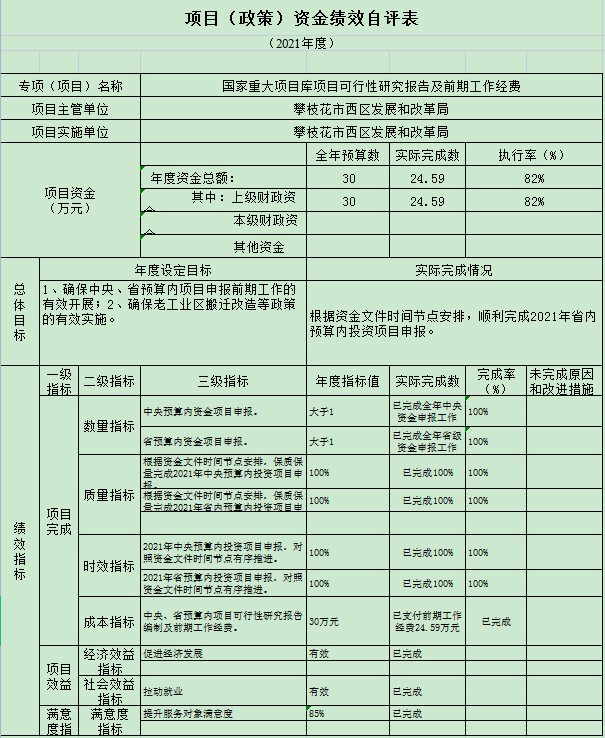 项目（政策）资金绩效自评表
（2021年度）
专项（项目）名称 国家重大项目库项目可行性研究报告及前期工作经费
项目主管单位 攀枝花市西区发展和改革局
项目实施单位 攀枝花市西区发展和改革局
项目资金
（万元）
全年预算数 实际完成数 执行率（%）
年度资金总额： 30 24.59 82%
其中：上级财政资 30 24.59 82%
本级财政资
其他资金
总体目标
年度设定目标 实际完成情况
1、确保中央、省预算内项目申报前期工作的
有效开展；2、确保老工业区搬迁改造等政策
的有效实施。
根据资金文件时间节点安排，顺利完成2021年省内
预算内投资项目申报。
绩效指标
一级
指标
二级指标 三级指标 年度指标值 实际完成数
完成率
（%）
未完成原因
和改进措施
项目
完成
数量指标
中央预算内资金项目申报。 大于1
已完成全年中央
资金申报工作
100%
省预算内资金项目申报。 大于1
已完成全年省级
资金申报工作
100%
质量指标
根据资金文件时间节点安排，保质保
量完成2021年中央预算内投资项目申
报。
100% 已完成100% 100%
根据资金文件时间节点安排，保质保
量完成2021年省内预算内投资项目申
100% 已完成100% 100%
时效指标
2021年中央预算内投资项目申报，对
照资金文件时间节点有序推进。
100% 已完成100% 100%
2021年省预算内投资项目申报，对照
资金文件时间节点有序推进。
100% 已完成100% 100%
成本指标
中央、省预算内项目可行性研究报告
编制及前期工作经费。
30万元
已支付前期工作
经费24.59万元
已完成
项目
效益
经济效益
指标
促进经济发展 有效 已完成
社会效益
指标
拉动就业 有效 已完成
满意
度指
满意度
指标
提升服务对象满意度 85% 已完成